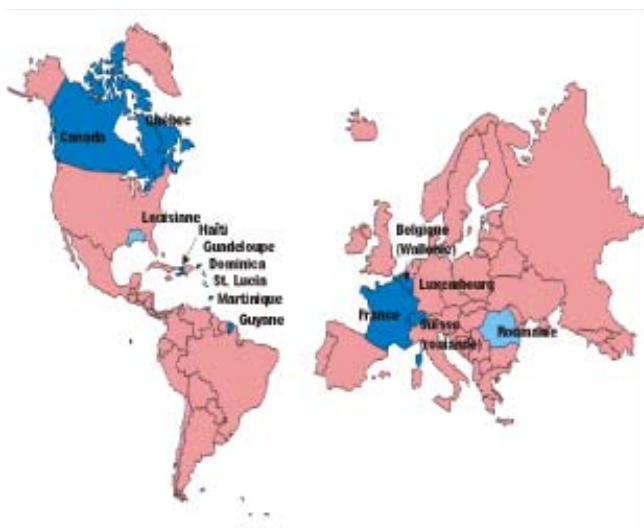 Québec
Canada
Louisiane
Haïti
Guadeloupe
Dominica
St. Lucia
Martinique
Guyane
Belgique
(Wallonie)
Luxembourg
France
Suisse
(romande)
Roumanie